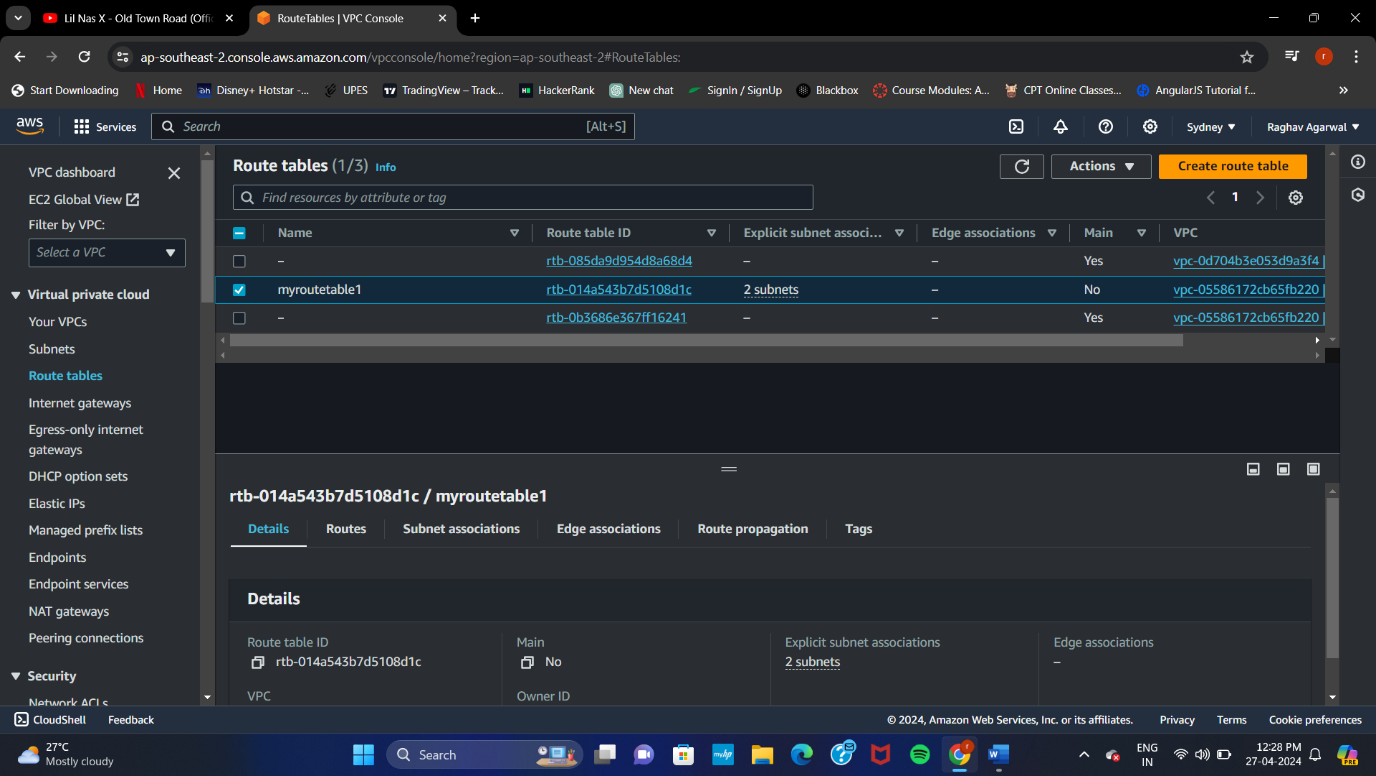 Lil Nas X - Old Town Road (Offic
RouteTables | VPC Console
ap-southeast-2.console.aws.amazon.com/vpcconsole/home?region=ap-southeast-2#RouteTables:
r
Start Downloading
Home
Disney+ Hotstar -...
UPES
TradingView – Track...
HackerRank
New chat
SignIn / SignUp
Blackbox
Course Modules: A...
CPT Online Classes...
AngularJS Tutorial f...
aws
Services
Search
[Alt+S]
Sydney
Raghav Agarwal
VPC dashboard
EC2 Global View
Filter by VPC:
Select a VPC
Virtual private cloud
Your VPCs
Subnets
Route tables
Internet gateways
Egress-only internet
gateways
DHCP option sets
Elastic IPs
Managed prefix lists
Endpoints
Endpoint services
NAT gateways
Peering connections
Security
Network ACLs
Route tables (1/3) Info
Actions
Create route table
Find resources by attribute or tag
1
Name Route table ID Explicit subnet associ... Edge associations Main VPC
– rtb-085da9d954d8a68d4 – – Yes vpc-0d704b3e053d9a3f4 |
myroutetable1 rtb-014a543b7d5108d1c 2 subnets – No vpc-05586172cb65fb220 |
– rtb-0b3686e367ff16241 – – Yes vpc-05586172cb65fb220 |
rtb-014a543b7d5108d1c / myroutetable1
Details Routes Subnet associations Edge associations Route propagation Tags
Details
Route table ID
rtb-014a543b7d5108d1c
Main
No
Explicit subnet associations
2 subnets
Edge associations
–
VPC
Owner ID
CloudShell
Feedback
© 2024, Amazon Web Services, Inc. or its affiliates.
Privacy
Terms
Cookie preferences
27°C
Mostly cloudy
Search
ENG
IN
12:28 PM
27-04-2024